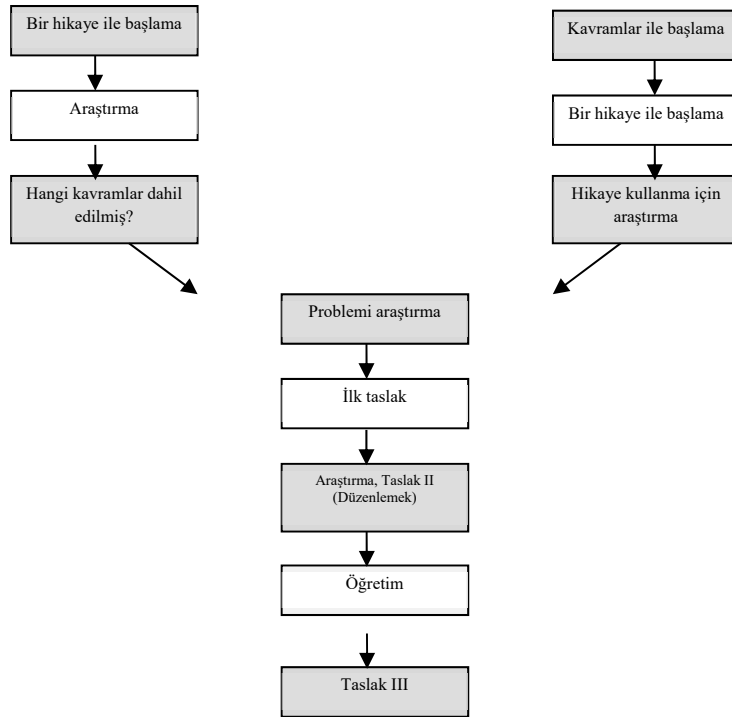 Bir hikaye ile başlama
Araştırma
Hangi kavramlar dahil
edilmiş?
Kavramlar ile başlama
Bir hikaye ile başlama
Hikaye kullanma için
araştırma
Problemi araştırma
İlk taslak
Araştırma, Taslak II
(Düzenlemek)
Öğretim
Taslak III